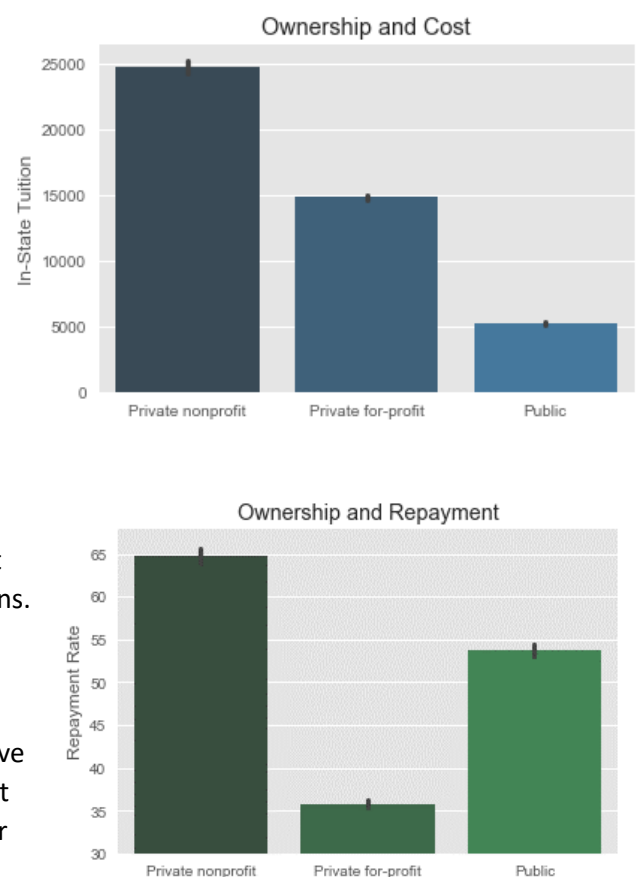 Ownership and Cost
25000
20000
15000
10000
5000
0
In-State Tuition
Private nonprofit Private for-profit Public
ns.
ve
t
r
Ownership and Repayment
65
60
55
50
45
40
35
30
Repayment Rate
Private nonprofit Private for-profit Public